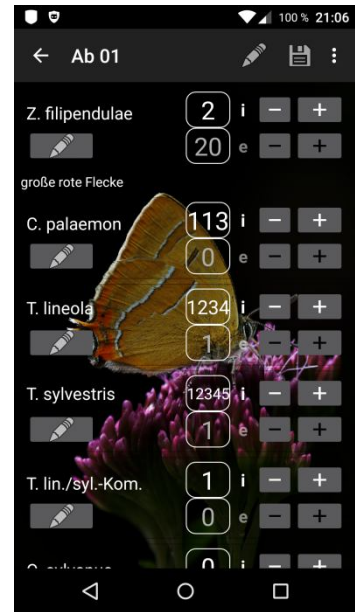 100 % 21:06
Ab 01
Z. filipendulae 2 i − +
20 e − +
große rote Flecke
C. palaemon 113 i − +
0 e − +
T. lineola 1234 i − +
1 e − +
T. sylvestris 12345 i − +
1 e − +
T. lin./syl.-Kom. 1 i − +
0 e − +
0 i − +